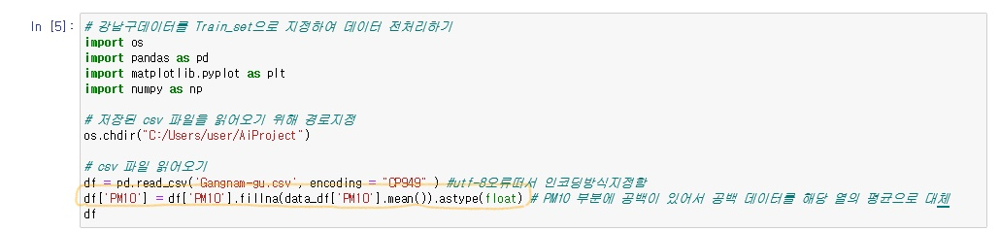 In [5]: # 강남구데이터를 Train_set으로 지정하여 데이터 전처리하기
import os
import pandas as pd
import matplotlib.pyplot as plt
import numpy as np
# 저장된 csv 파일들 읽어오기 위해 경로지정
os.chdir("C:/Users/user/AiProject")
# csv 파일 읽어오기
df = pd.read_csv('Gangnam-gu.csv', encoding = "CP949" ) #utf-8오류떠서 인코딩방식지정함
df['PM10'] = df['PM10'].fillna(data_df['PM10'].mean()).astype(float) # PM10 부분에 공백이 있어서 공백 데이터를 해당 열의 평균으로 대체
df